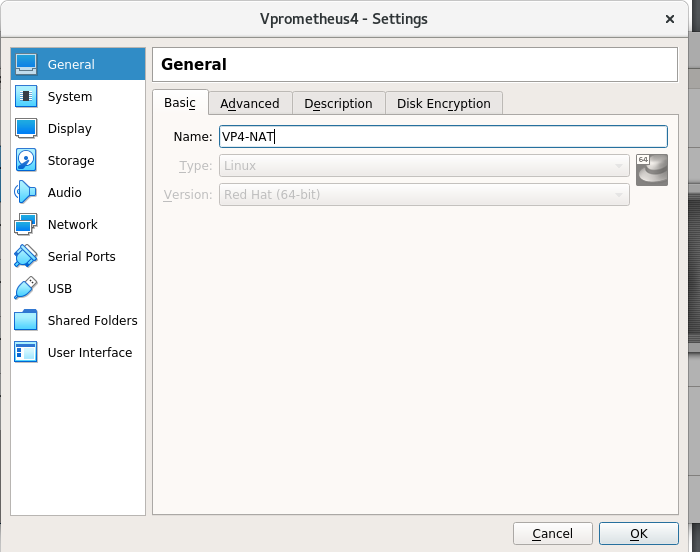 Vprometheus4 - Settings
General
System
Display
Storage
Audio
Network
Serial Ports
USB
Shared Folders
User Interface
General
Basic
Advanced
Description
Disk Encryption
Name: VP4-NAT
Type: Linux
64
Version: Red Hat (64-bit)
Cancel
OK